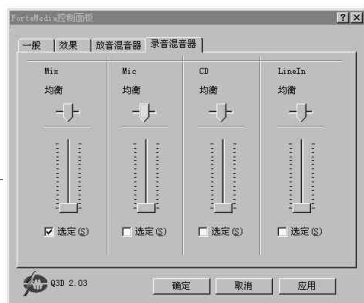 ForteMedia控制面板
一般 效果 放音混音器 录音混音器
Mix Mic CD LineIn
均衡 均衡 均衡 均衡
选定(S) 选定(S) 选定(S) 选定(S)
Q3D 2.03
确定 取消 应用